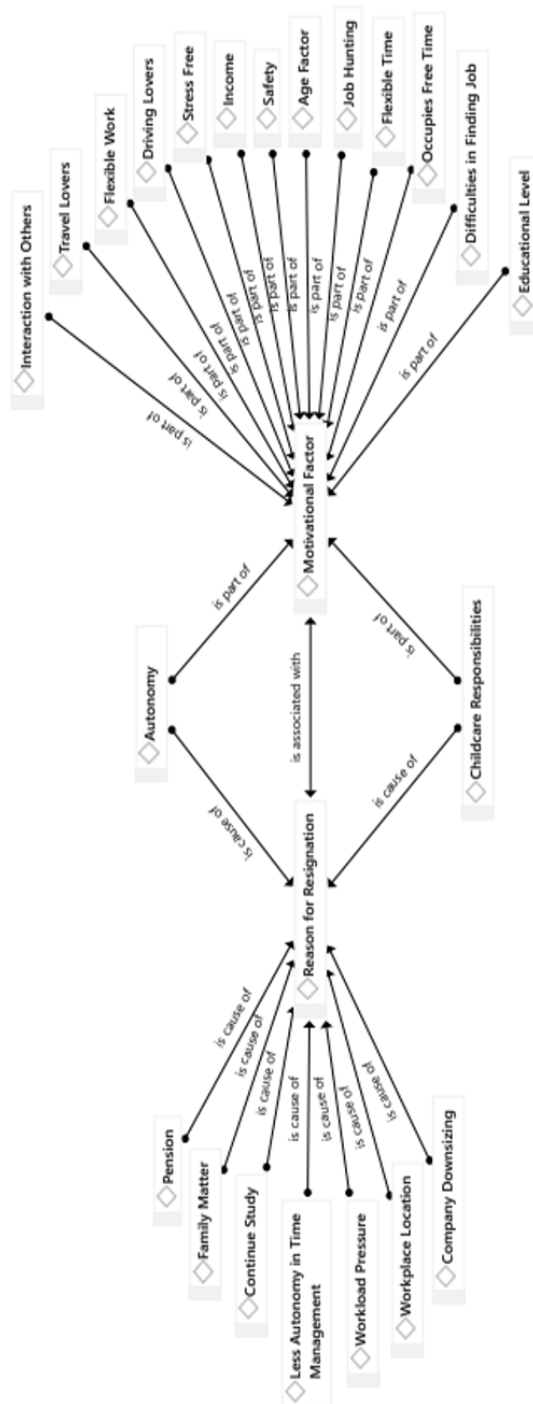 Interaction with Others
Travel Lovers
Flexible Work
Driving Lovers
Stress Free
Income
Safety
Age Factor
Job Hunting
Flexible Time
Occupies Free Time
Difficulties in Finding Job
Educational Level
is part of
is part of
is part of
is part of
is part of
is part of
is part of
is part of
is part of
is part of
is part of
is part of
is part of
Motivational Factor
is part of
is part of
Autonomy
is associated with
Childcare Responsibilities
is cause of
is cause of
Reason for Resignation
is cause of
is cause of
is cause of
is cause of
is cause of
is cause of
is cause of
Pension
Family Matter
Continue Study
Less Autonomy in Time
Management
Workload Pressure
Workplace Location
Company Downsizing